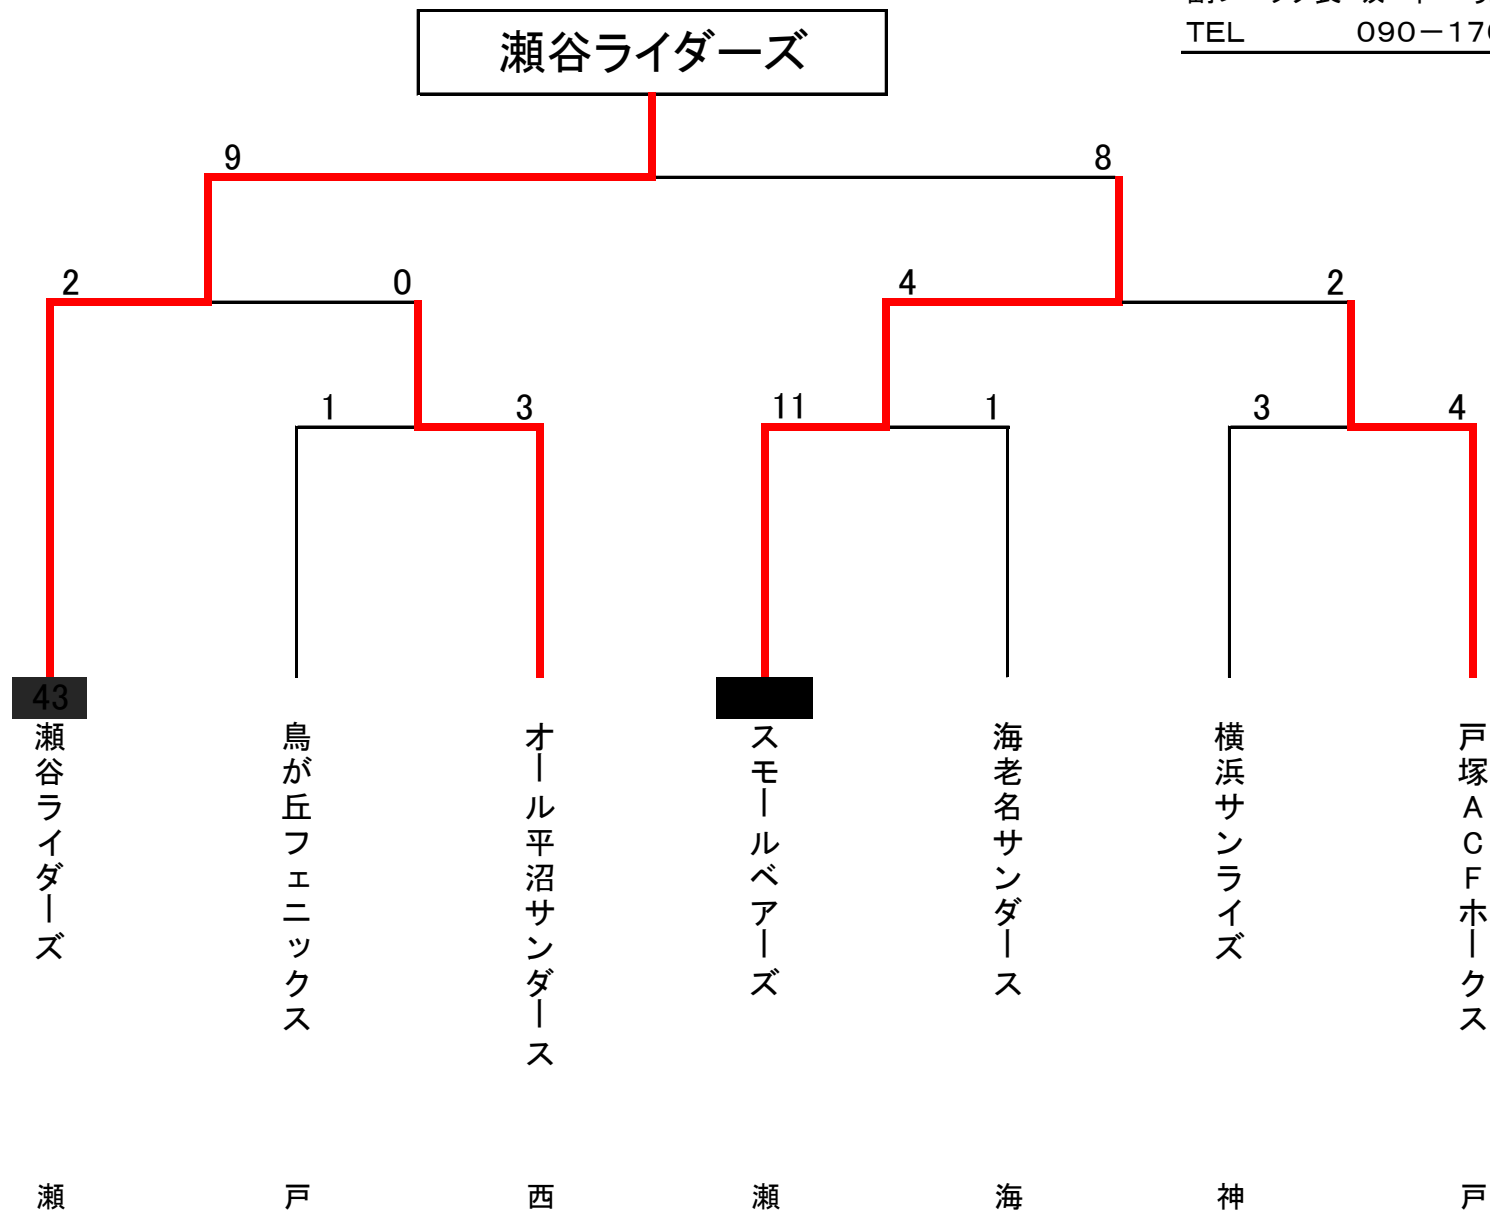 TEL 090－170
瀬谷ライダーズ
9 8
2 0 4 2
1 3 11 1 3 4
43
瀬谷ライダーズ
鳥が丘フェニックス
オール平沼サンダース
スモールベアーズ
海老名サンダース
横浜サンライズ
戸塚ACFホークス
瀬 戸 西 瀬 海 神 戸